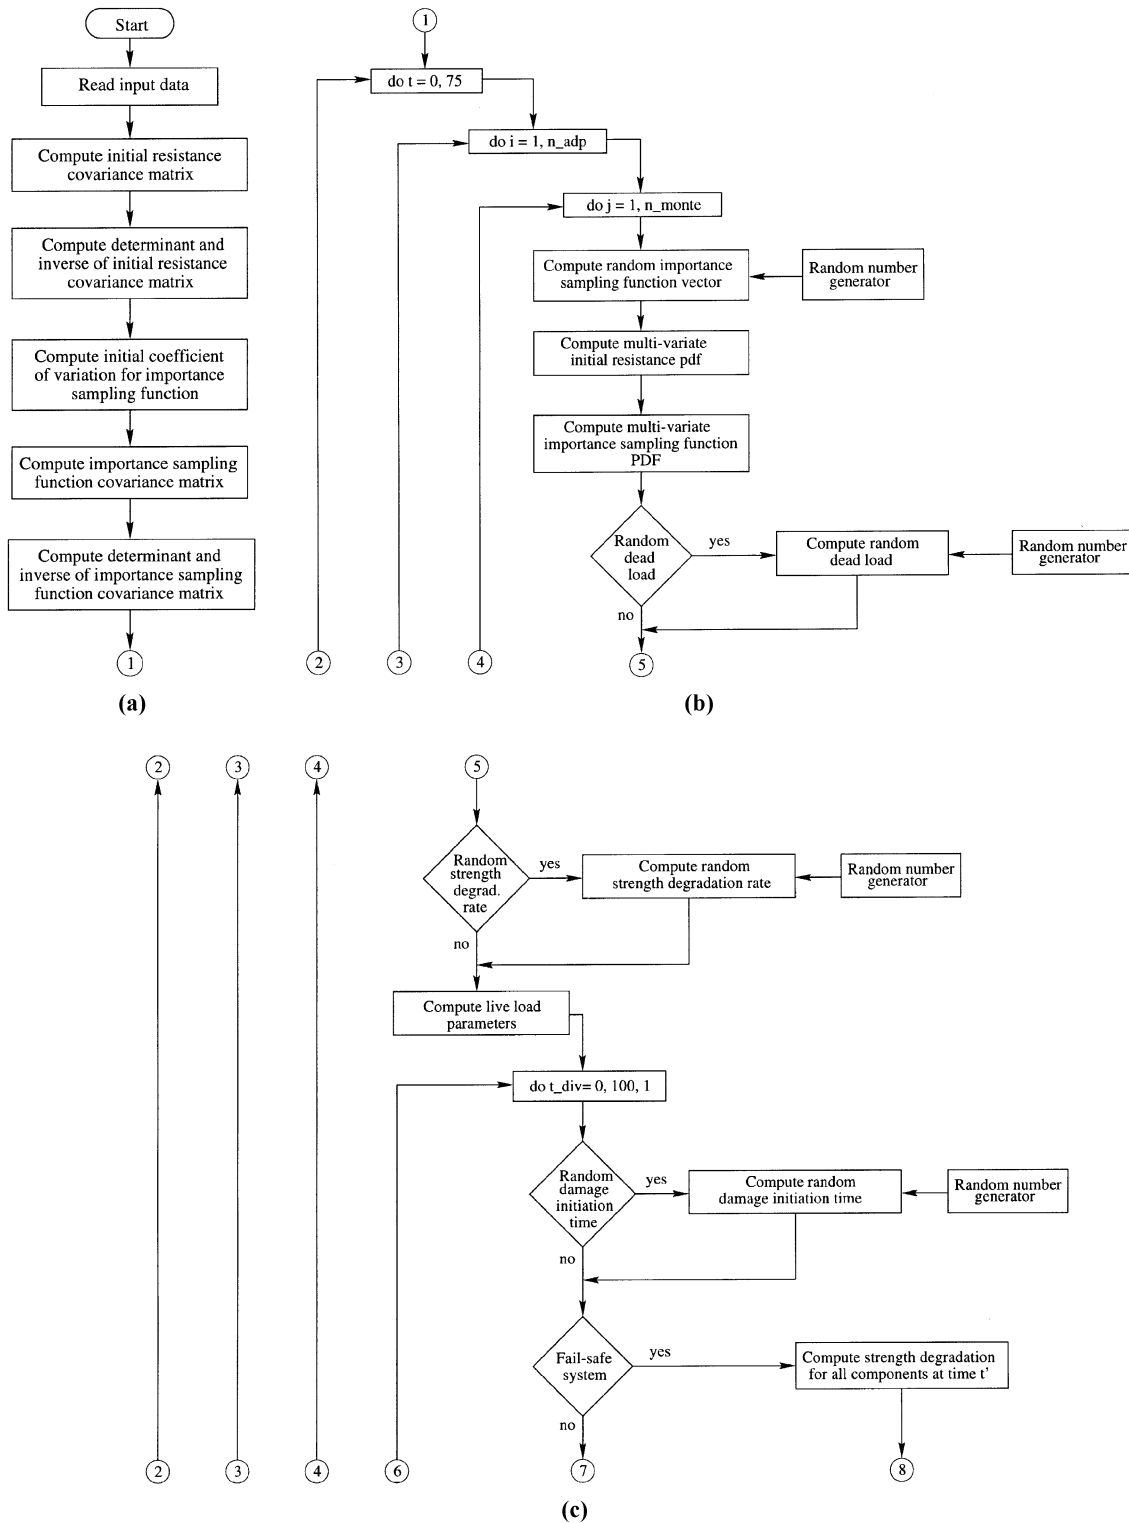 Start
Read input data
Compute initial resistance
covariance matrix
Compute determinant and
inverse of initial resistance
covariance matrix
Compute initial coefficient
of variation for importance
sampling function
Compute importance sampling
function covariance matrix
Compute determinant and
inverse of importance sampling
function covariance matrix
1
(a)
1
do t = 0, 75
do i = 1, n_adp
do j = 1, n_monte
Compute random importance
sampling function vector
Random number
generator
Compute multi-variate
initial resistance pdf
Compute multi-variate
importance sampling function
PDF
Random
dead
load
yes
Compute random
dead load
Random number
generator
no
2
3
4
5
(b)
2
3
4
5
Random
strength
degrad.
rate
yes
Compute random
strength degradation rate
Random number
generator
no
Compute live load
parameters
do t_div= 0, 100, 1
Random
damage
initiation
time
yes
Compute random
damage initiation time
Random number
generator
no
Fail-safe
system
yes
Compute strength degradation
for all components at time t'
no
2
3
4
6
7
8
(c)